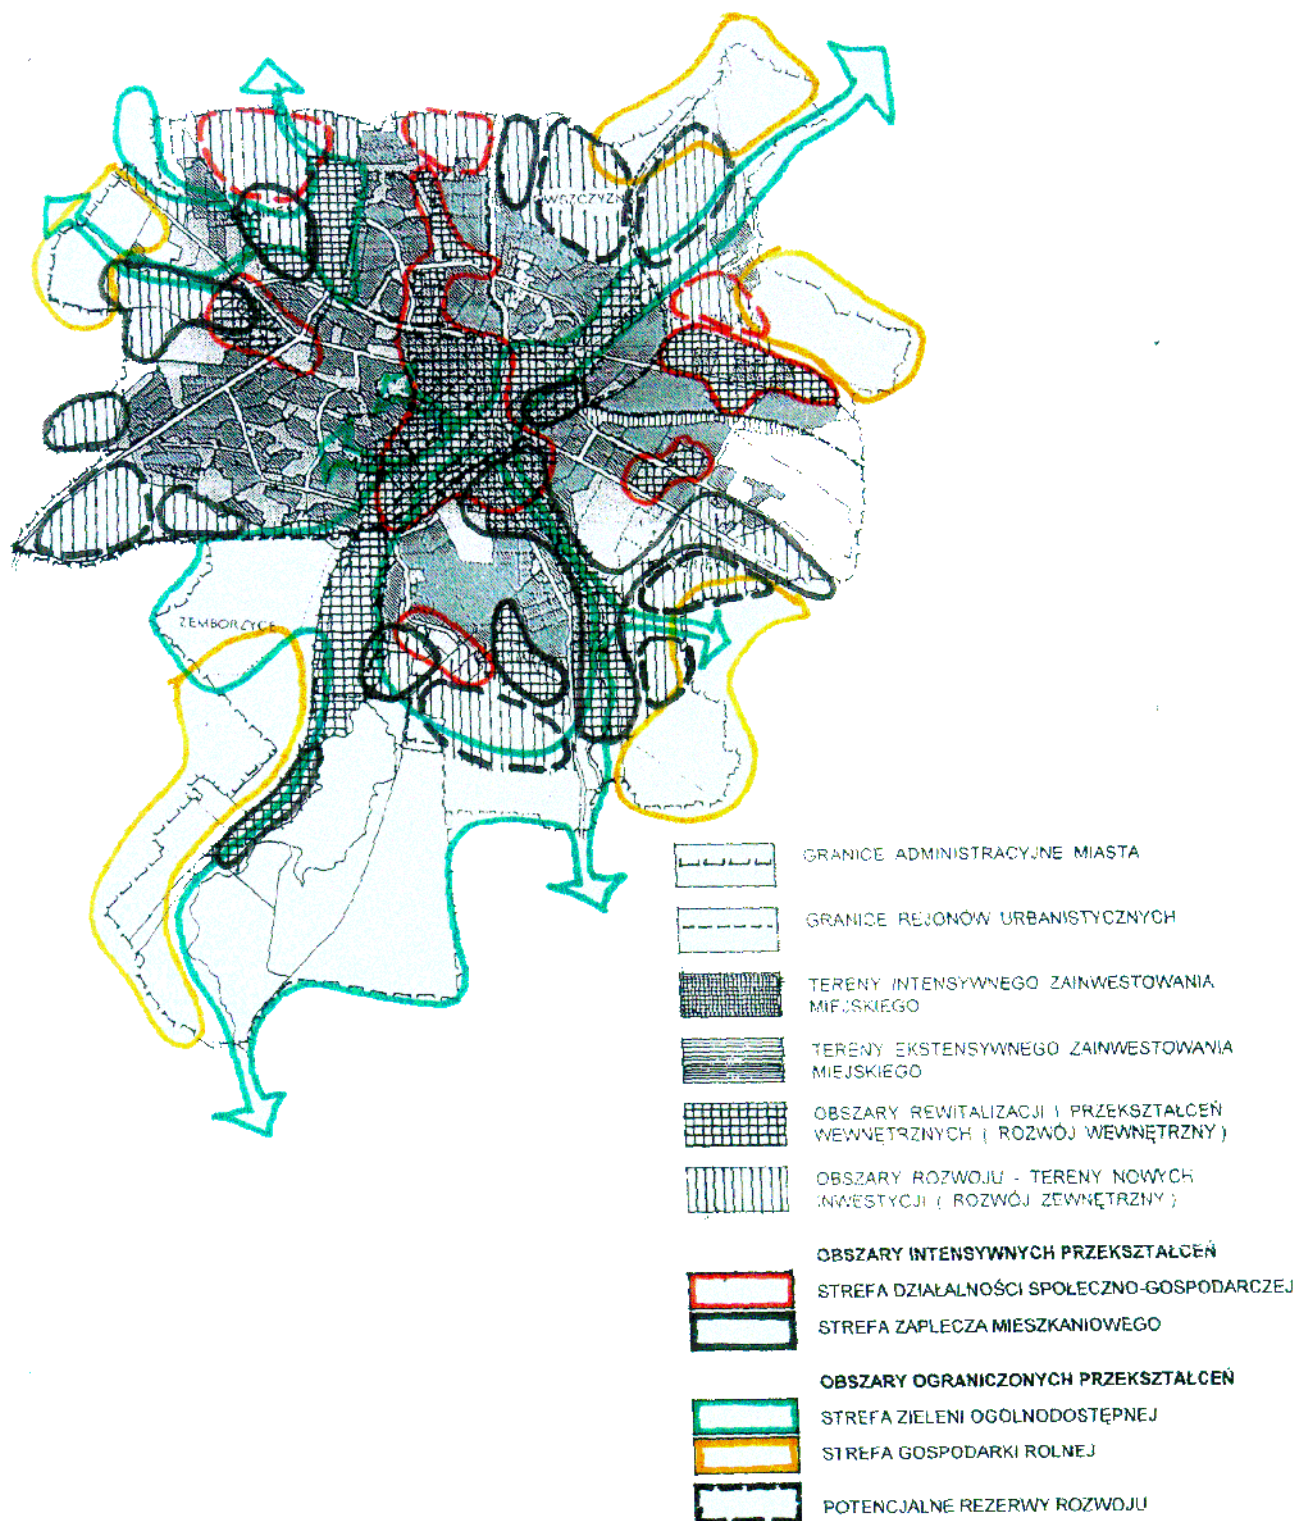 WSZCZYZN
ZEMBORZYCE
GRANICE ADMINISTRACYJNE MIASTA
GRANICE REJONÓW URBANISTYCZNYCH
TERENY INTENSYWNEGO ZAINWESTOWANIA
MIEJSKIEGO
TERENY EKSTENSYWNEGO ZAINWESTOWANIA
MIEJSKIEGO
OBSZARY REWITALIZACJI I PRZEKSZTAŁCEŃ
WEWNĘTRZNYCH ( ROZWÓJ WEWNĘTRZNY )
OBSZARY ROZWOJU - TERENY NOWYCH
INWESTYCJI ( ROZWÓJ ZEWNĘTRZNY )
OBSZARY INTENSYWNYCH PRZEKSZTAŁCEŃ
STREFA DZIAŁALNOŚCI SPOŁECZNO-GOSPODARCZEJ
STREFA ZAPLECZA MIESZKANIOWEGO
OBSZARY OGRANICZONYCH PRZEKSZTAŁCEŃ
STREFA ZIELENI OGÓLNODOSTĘPNEJ
STREFA GOSPODARKI ROLNEJ
POTENCJALNE REZERWY ROZWOJU